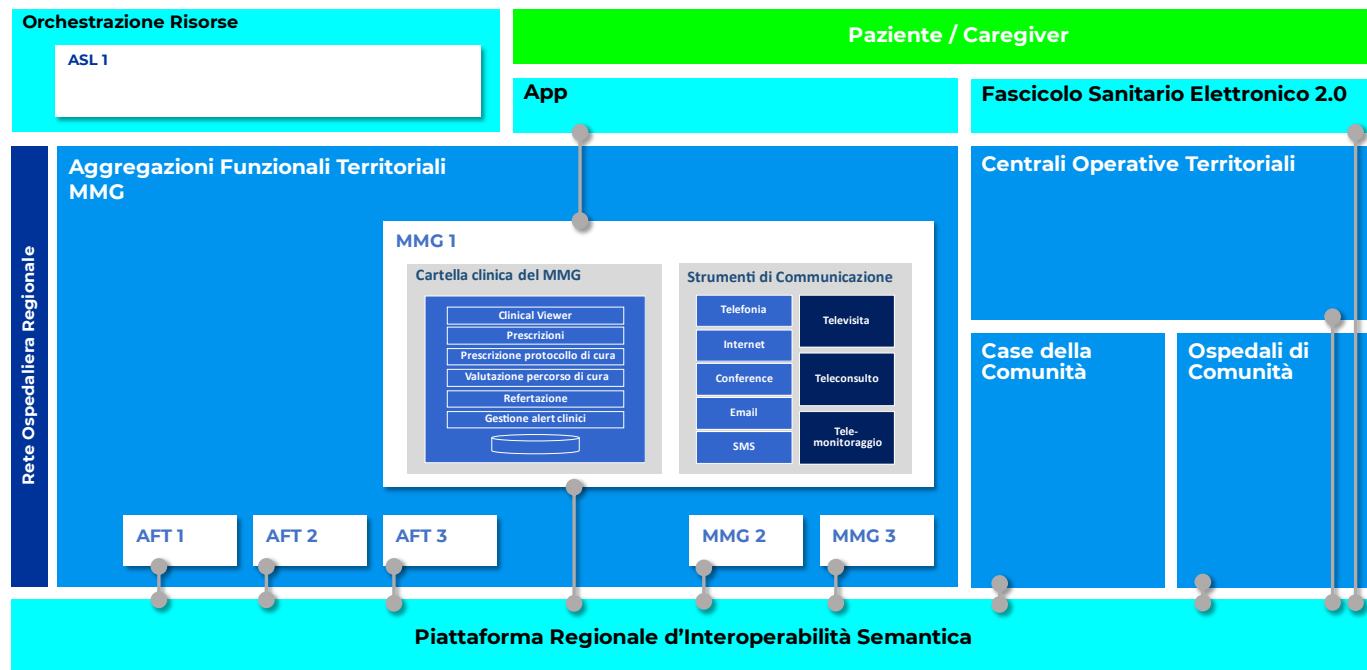 Orchestrazione Risorse
ASL 1
Paziente / Caregiver
App
Fascicolo Sanitario Elettronico 2.0
Rete Ospedaliera Regionale
Aggregazioni Funzionali Territoriali
MMG
Centrali Operative Territoriali
MMG 1
Cartella clinica del MMG
Clinical Viewer
Prescrizioni
Prescrizione protocollo di cura
Valutazione percorso di cura
Refertazione
Gestione alert clinici
Strumenti di Communicazione
Telefonia
Internet
Conference
Email
SMS
Televisita
Teleconsulto
Tele-
monitoraggio
Case della
Comunità
Ospedali di
Comunità
AFT 1
AFT 2
AFT 3
MMG 2
MMG 3
Piattaforma Regionale d’Interoperabilità Semantica